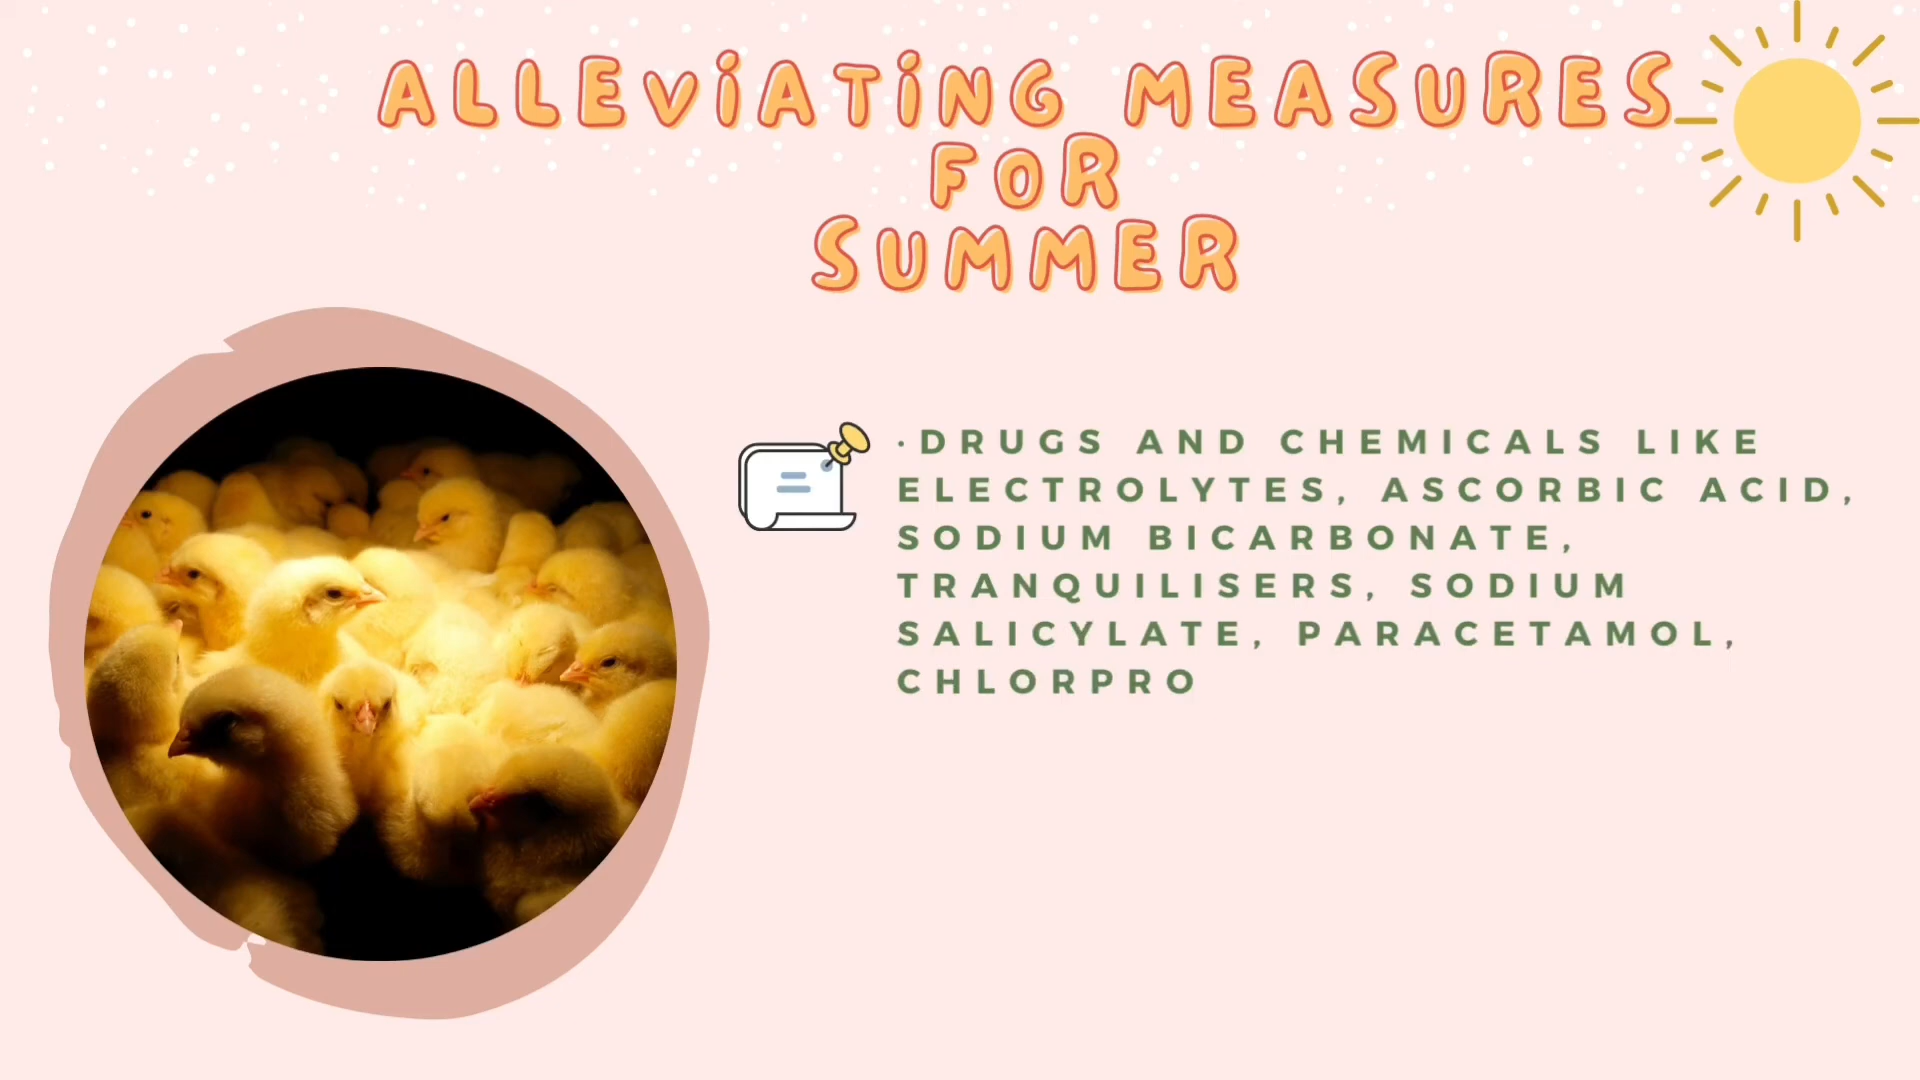 ALLEViATiNG MEASURES
FOR
SUMMER
·DRUGS AND CHEMICALS LIKE
ELECTROLYTES, ASCORBIC ACID,
SODIUM BICARBONATE,
TRANQUILISERS, SODIUM
SALICYLATE, PARACETAMOL,
CHLORPRO